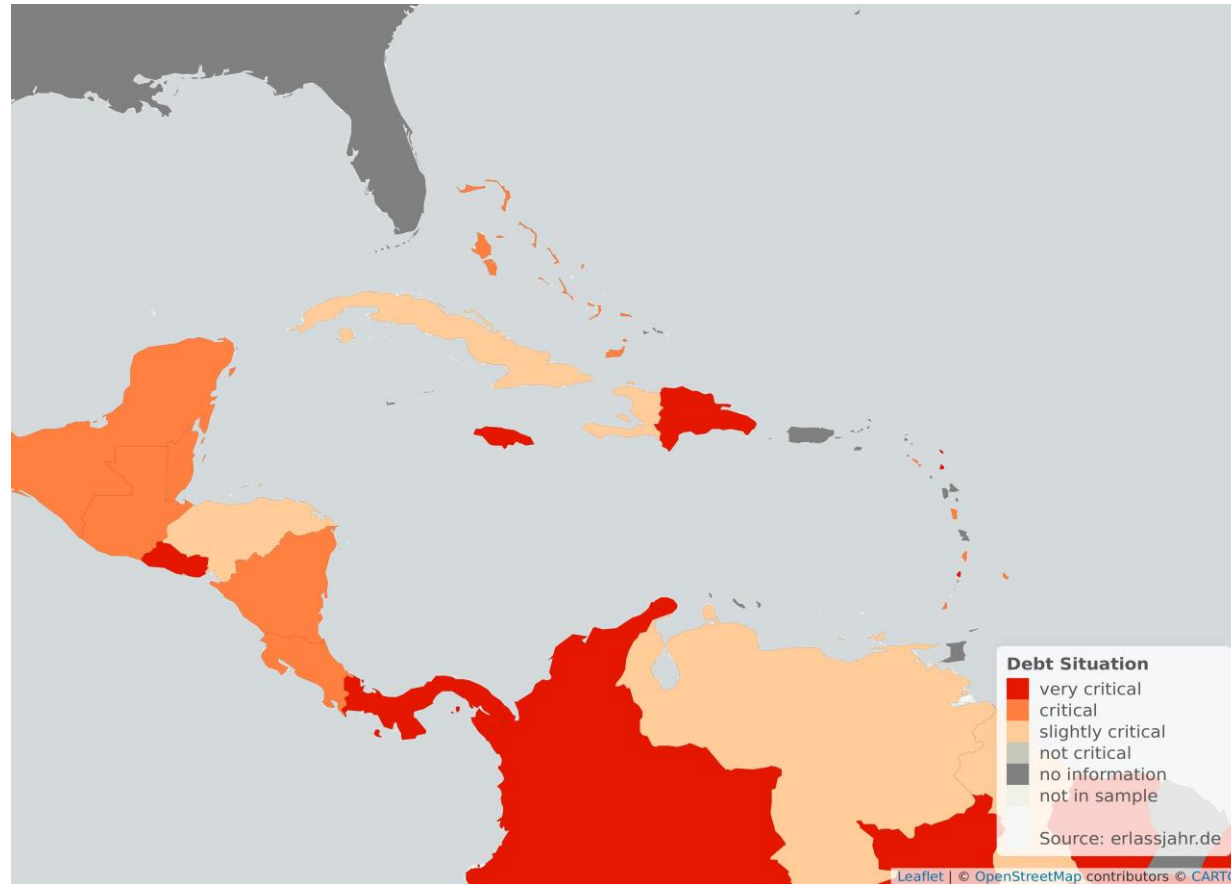 Debt Situation
very critical
critical
slightly critical
not critical
no information
not in sample
Source: erlassjahr.de
Leaflet | © OpenStreetMap contributors © CARTO